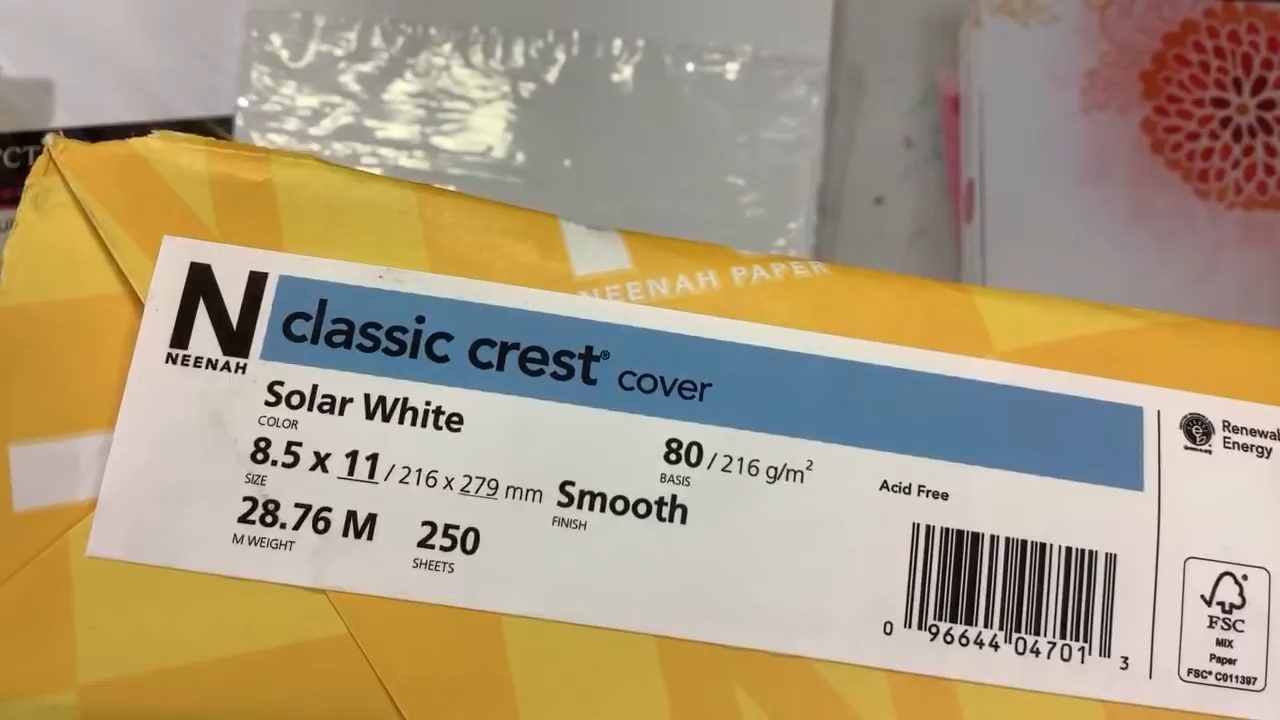 NEENAH PAPER
N
NEENAH
classic crest® cover
Solar White
COLOR
8.5 x 11 / 216 x 279 mm
SIZE
80 / 216 g/m²
BASIS
Smooth
FINISH
28.76 M
M WEIGHT
250
SHEETS
Acid Free
0 96644 04701 3
Energy
FSC
MIX
Paper
FSC® C011397